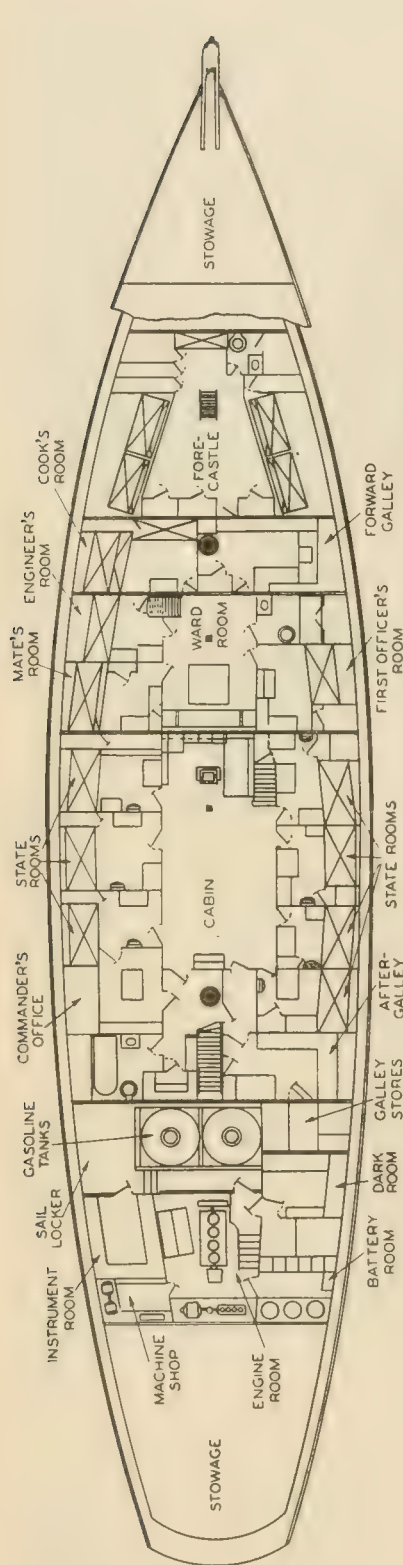 INSTRUMENT
ROOM
SAIL
LOCKER
GASOLINE
TANKS
COMMANDER'S
OFFICE
STATE
ROOMS
MATE'S
ROOM
ENGINEER'S
ROOM
COOK'S
ROOM
STOWAGE
MACHINE
SHOP
ENGINE
ROOM
CABIN
WARD
ROOM
FORE-
CASTLE
STOWAGE
BATTERY
ROOM
DARK
ROOM
GALLEY
STORES
AFTER-
GALLEY
STATE ROOMS
FIRST OFFICER'S
ROOM
FORWARD
GALLEY